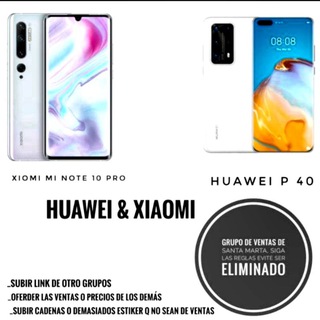 08:08
XIOMI MI NOTE 10 PRO
HUAWEI P 40
HUAWEI & XIAOMI
GRUPO DE VENTAS DE
SANTA MARTA, SIGA
LAS REGLAS EVITE SER
ELIMINADO
..SUBIR LINK DE OTRO GRUPOS
..OFERDER LAS VENTAS O PRECIOS DE LOS DEMÁS
..SUBIR CADENAS O DEMASIADOS ESTIKER Q NO SEAN DE VENTAS